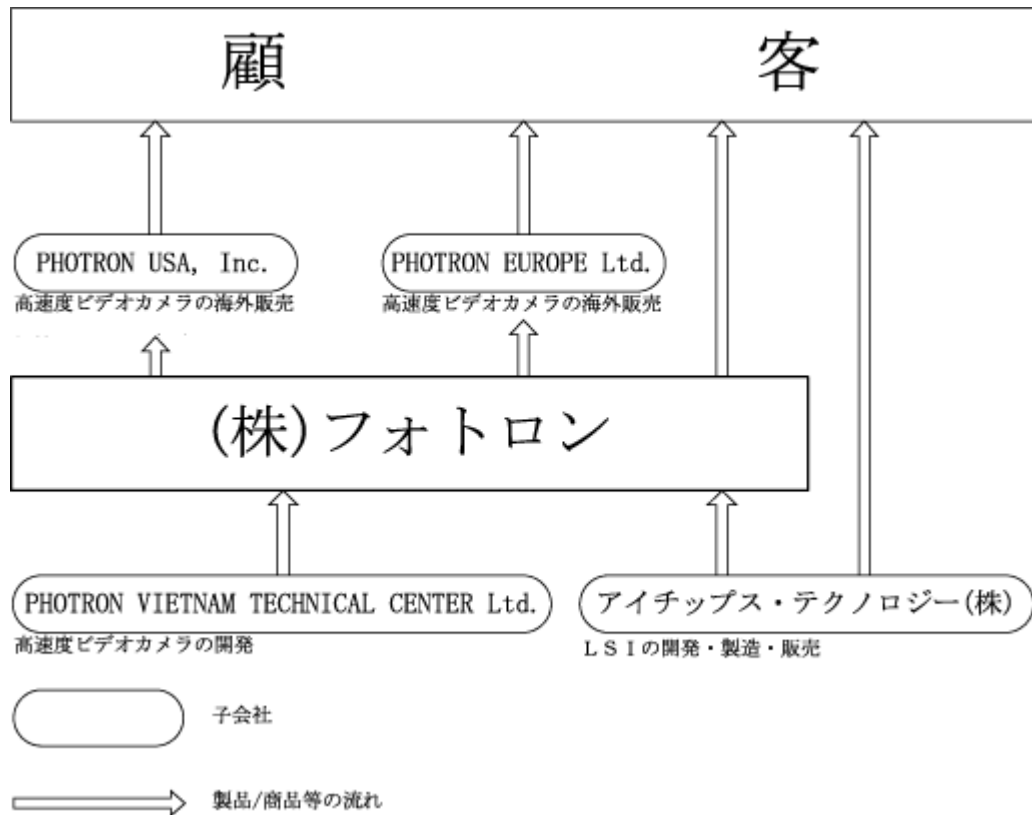 顧客
PHOTRON USA, Inc.
高速度ビデオカメラの海外販売
PHOTRON EUROPE Ltd.
高速度ビデオカメラの海外販売
(株)フォトロン
PHOTRON VIETNAM TECHNICAL CENTER Ltd.
高速度ビデオカメラの開発
アイチップス・テクノロジー(株)
ＬＳＩの開発・製造・販売
子会社
製品/商品等の流れ